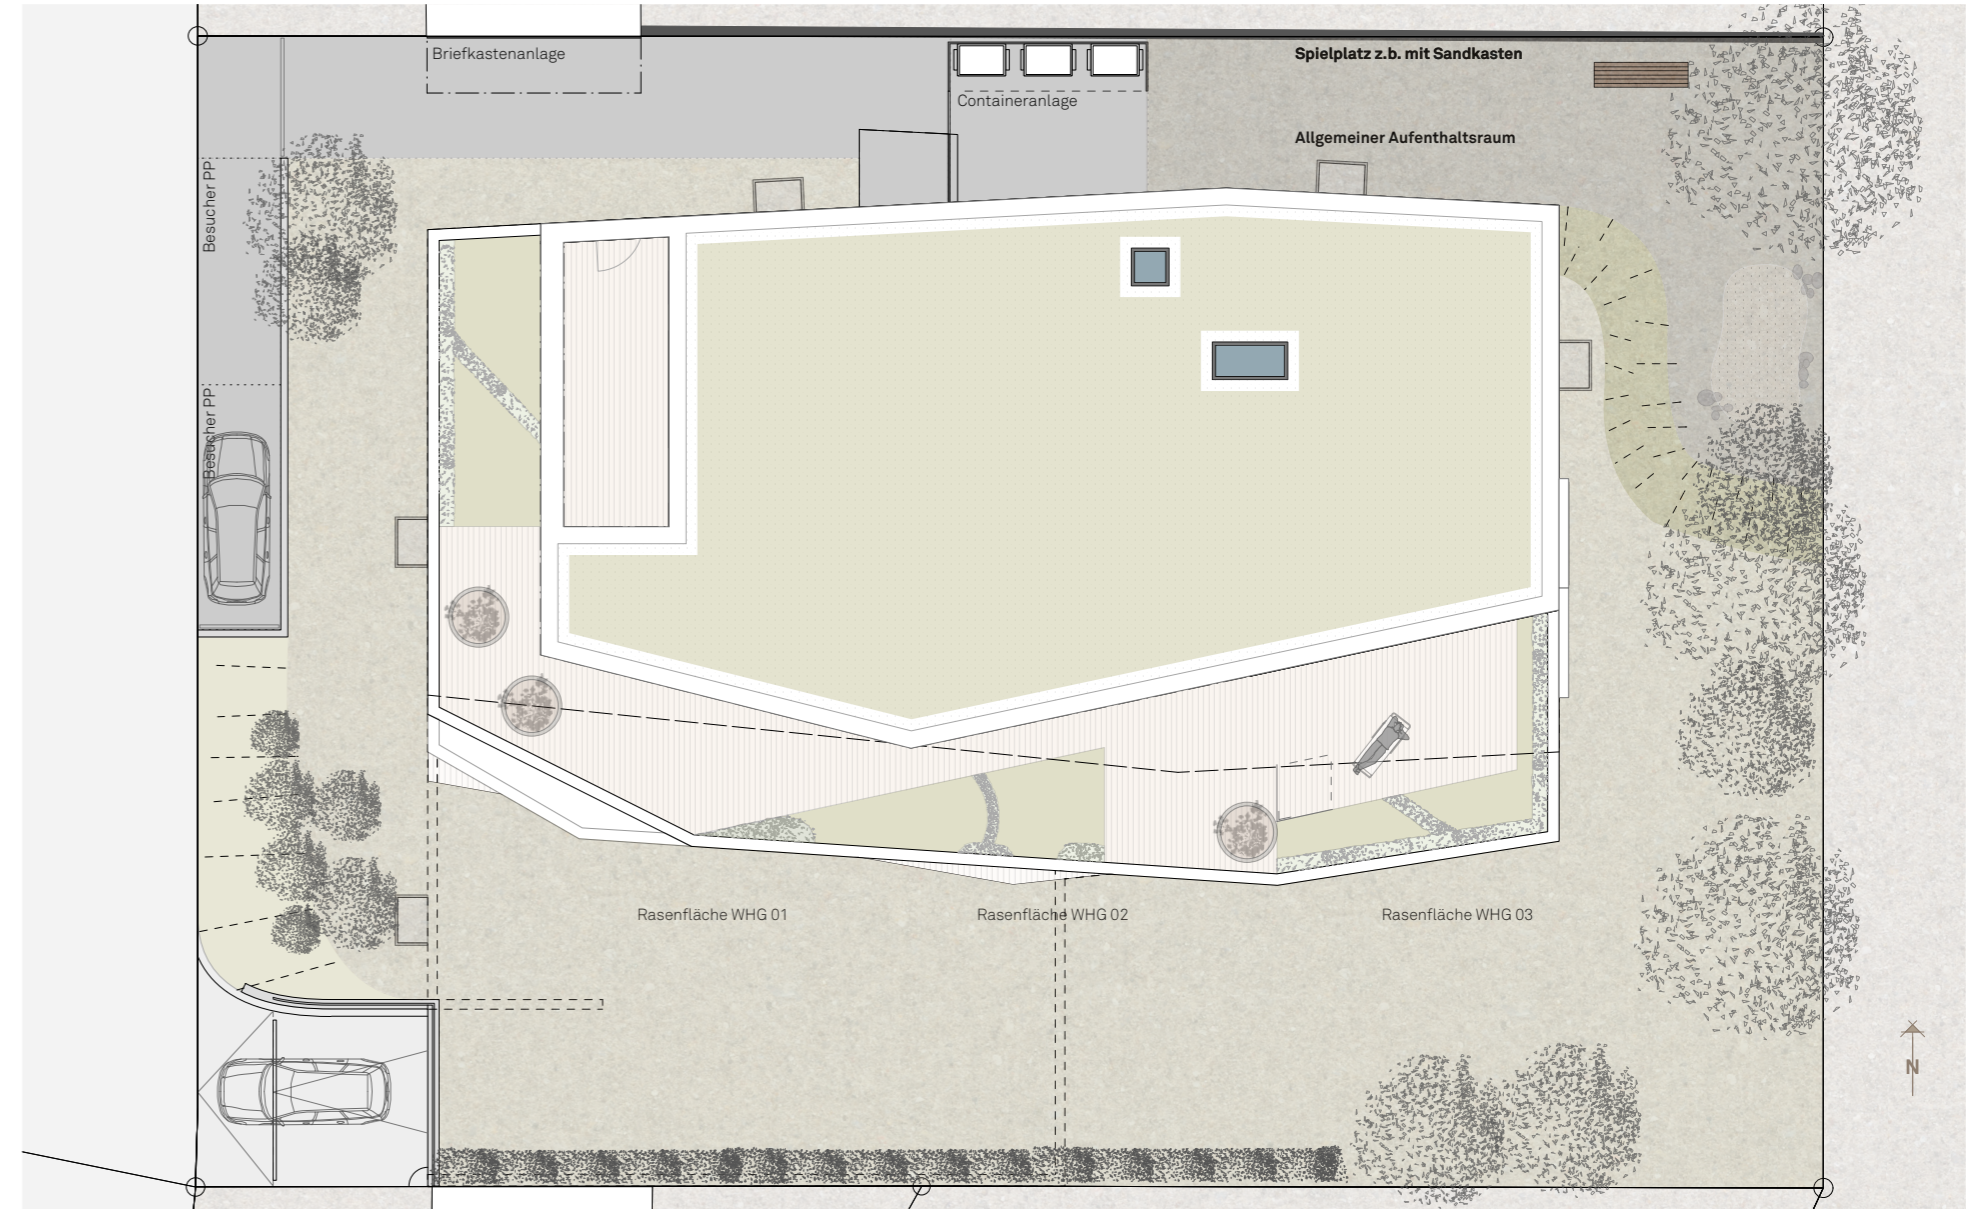 Briefkastenanlage
Spielplatz z.b. mit Sandkasten
Containeranlage
Allgemeiner Aufenthaltsraum
Besucher PP
Besucher PP
Rasenfläche WHG 01
Rasenfläche WHG 02
Rasenfläche WHG 03
N